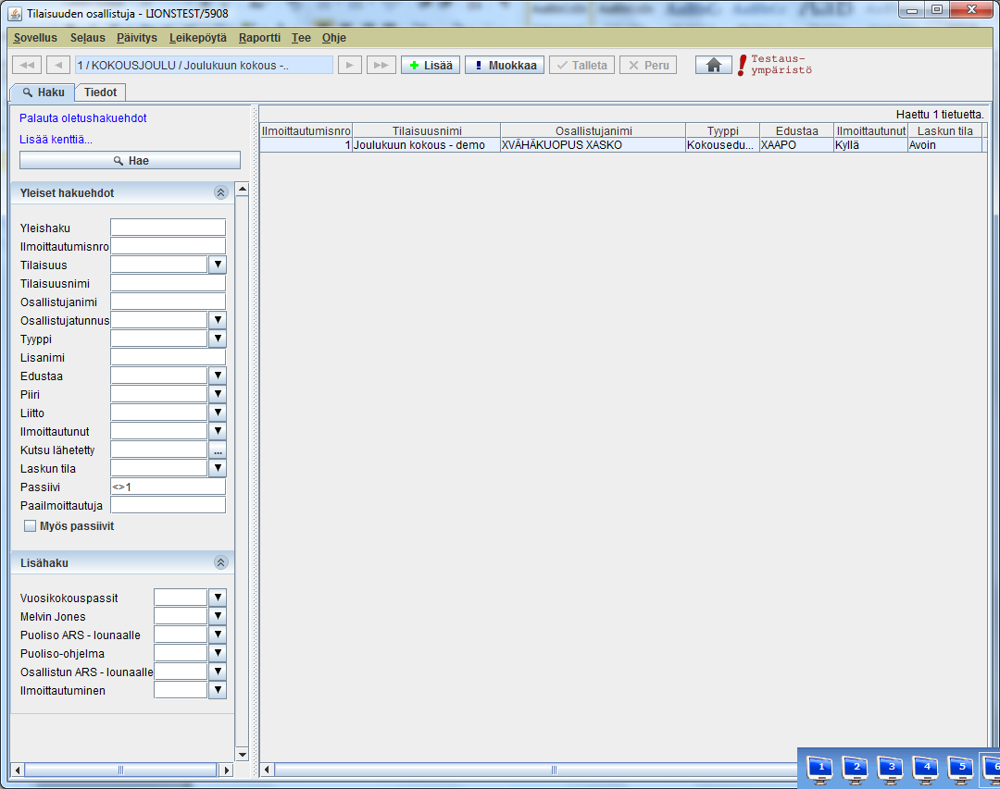 Tilaisuuden osallistuja - LIONSTEST/5908
Sovellus Selaus Päivitys Leikepöytä Raportti Tee Ohje
1 / KOKOUSJOULU / Joulukuun kokous -.. Lisää Muokkaa Talleta Peru Testaus-
ympäristö
Haku Tiedot
Palauta oletushakuehdot
Lisää kenttiä...
Hae
Haettu 1 tietuetta.
Ilmoittautumisnro Tilaisuusnimi Osallistujanimi Tyyppi Edustaa Ilmoittautunut Laskun tila
1 Joulukuun kokous - demo XVÄHÄKUOPUS XASKO Kokousedu... XAAPO Kyllä Avoin
Yleiset hakuehdot
Yleishaku
Ilmoittautumisnro
Tilaisuus
Tilaisuusnimi
Osallistujanimi
Osallistujatunnus
Tyyppi
Lisanimi
Edustaa
Piiri
Liitto
Ilmoittautunut
Kutsu lähetetty ...
Laskun tila
Passiivi <>1
Paailmoittautuja
Myös passiivit
Lisähaku
Vuosikokouspassit
Melvin Jones
Puoliso ARS - lounaalle
Puoliso-ohjelma
Osallistun ARS - lounaalle
Ilmoittautuminen
1 2 3 4 5 6